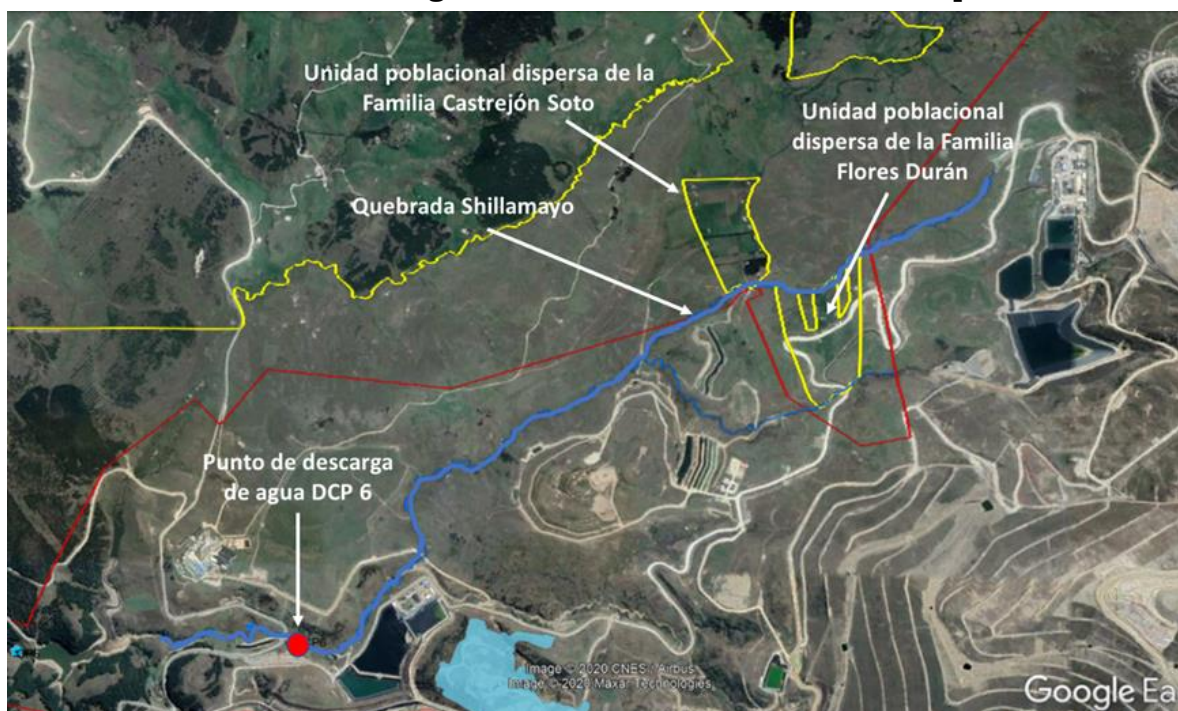 Unidad poblacional dispersa de la
Familia Castrejón Soto
Unidad poblacional
dispersa de la Familia
Flores Durán
Quebrada Shillamayo
Punto de descarga
de agua DCP 6
Image © 2020 CNES / Airbus
Image © 2020 Maxar Technologies
Google Ea